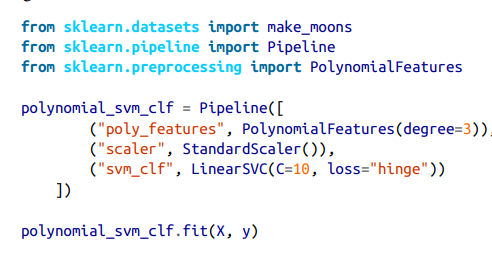 from sklearn.datasets import make_moons
from sklearn.pipeline import Pipeline
from sklearn.preprocessing import PolynomialFeatures
polynomial_svm_clf = Pipeline([
        ("poly_features", PolynomialFeatures(degree=3)),
        ("scaler", StandardScaler()),
        ("svm_clf", LinearSVC(C=10, loss="hinge"))
    ])
polynomial_svm_clf.fit(X, y)